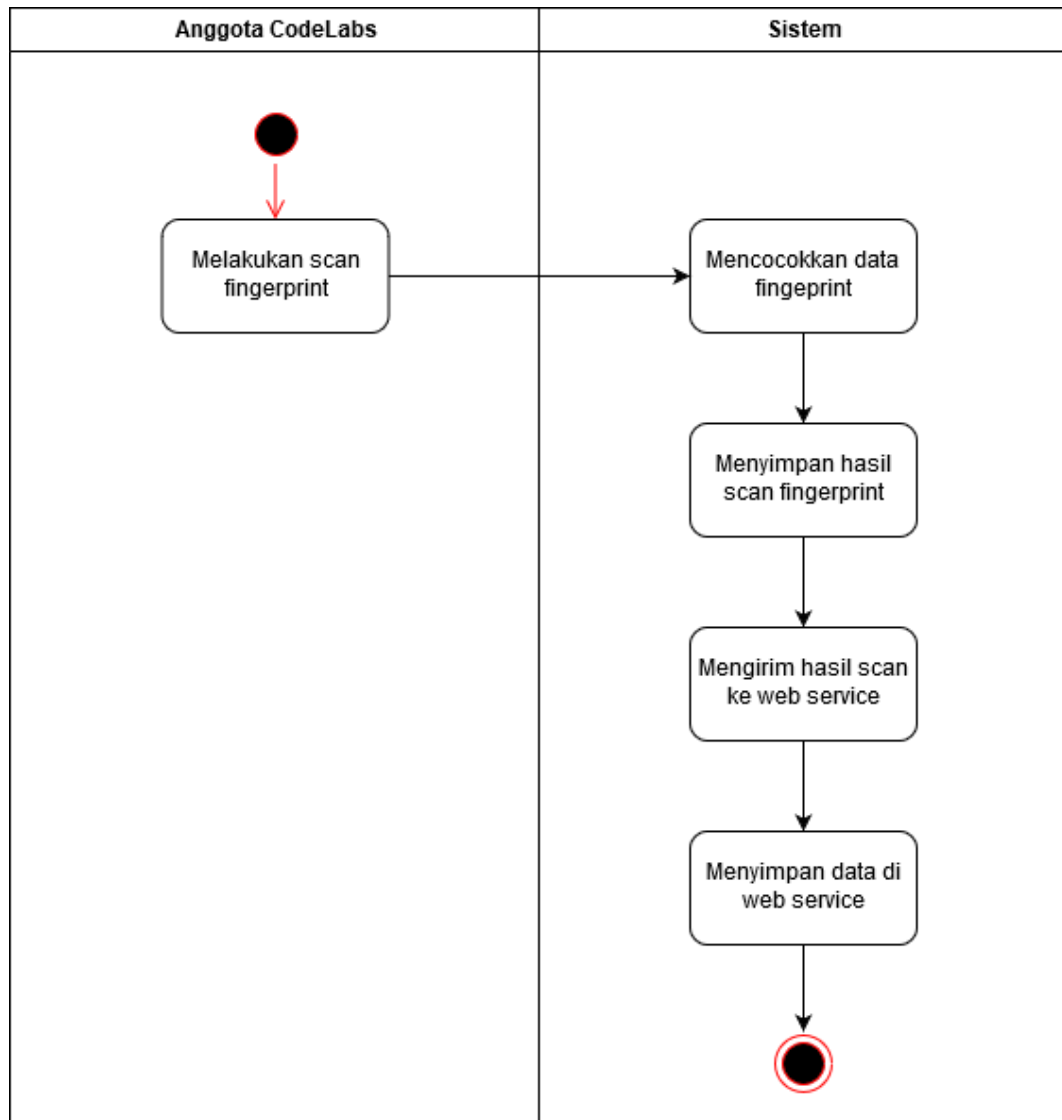 Anggota CodeLabs
Sistem
Melakukan scan
fingerprint
Mencocokkan data
fingeprint
Menyimpan hasil
scan fingerprint
Mengirim hasil scan
ke web service
Menyimpan data di
web service